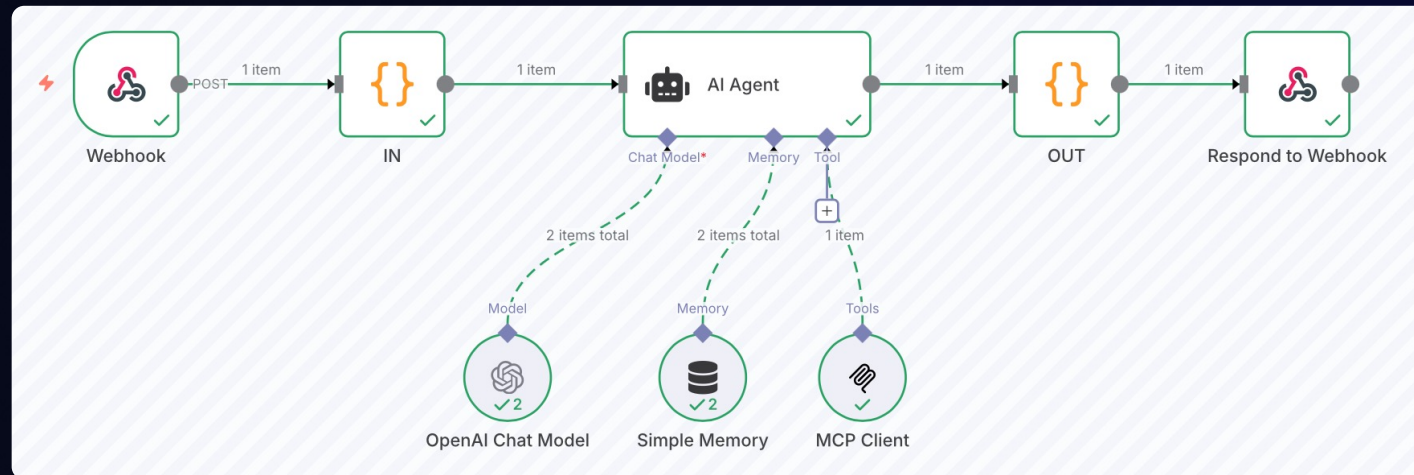 POST
1 item
1 item
AI Agent
1 item
1 item
Webhook
IN
Chat Model*
Memory
Tool
OUT
Respond to Webhook
+
2 items total
2 items total
1 item
Model
Memory
Tools
2
2
OpenAI Chat Model
Simple Memory
MCP Client